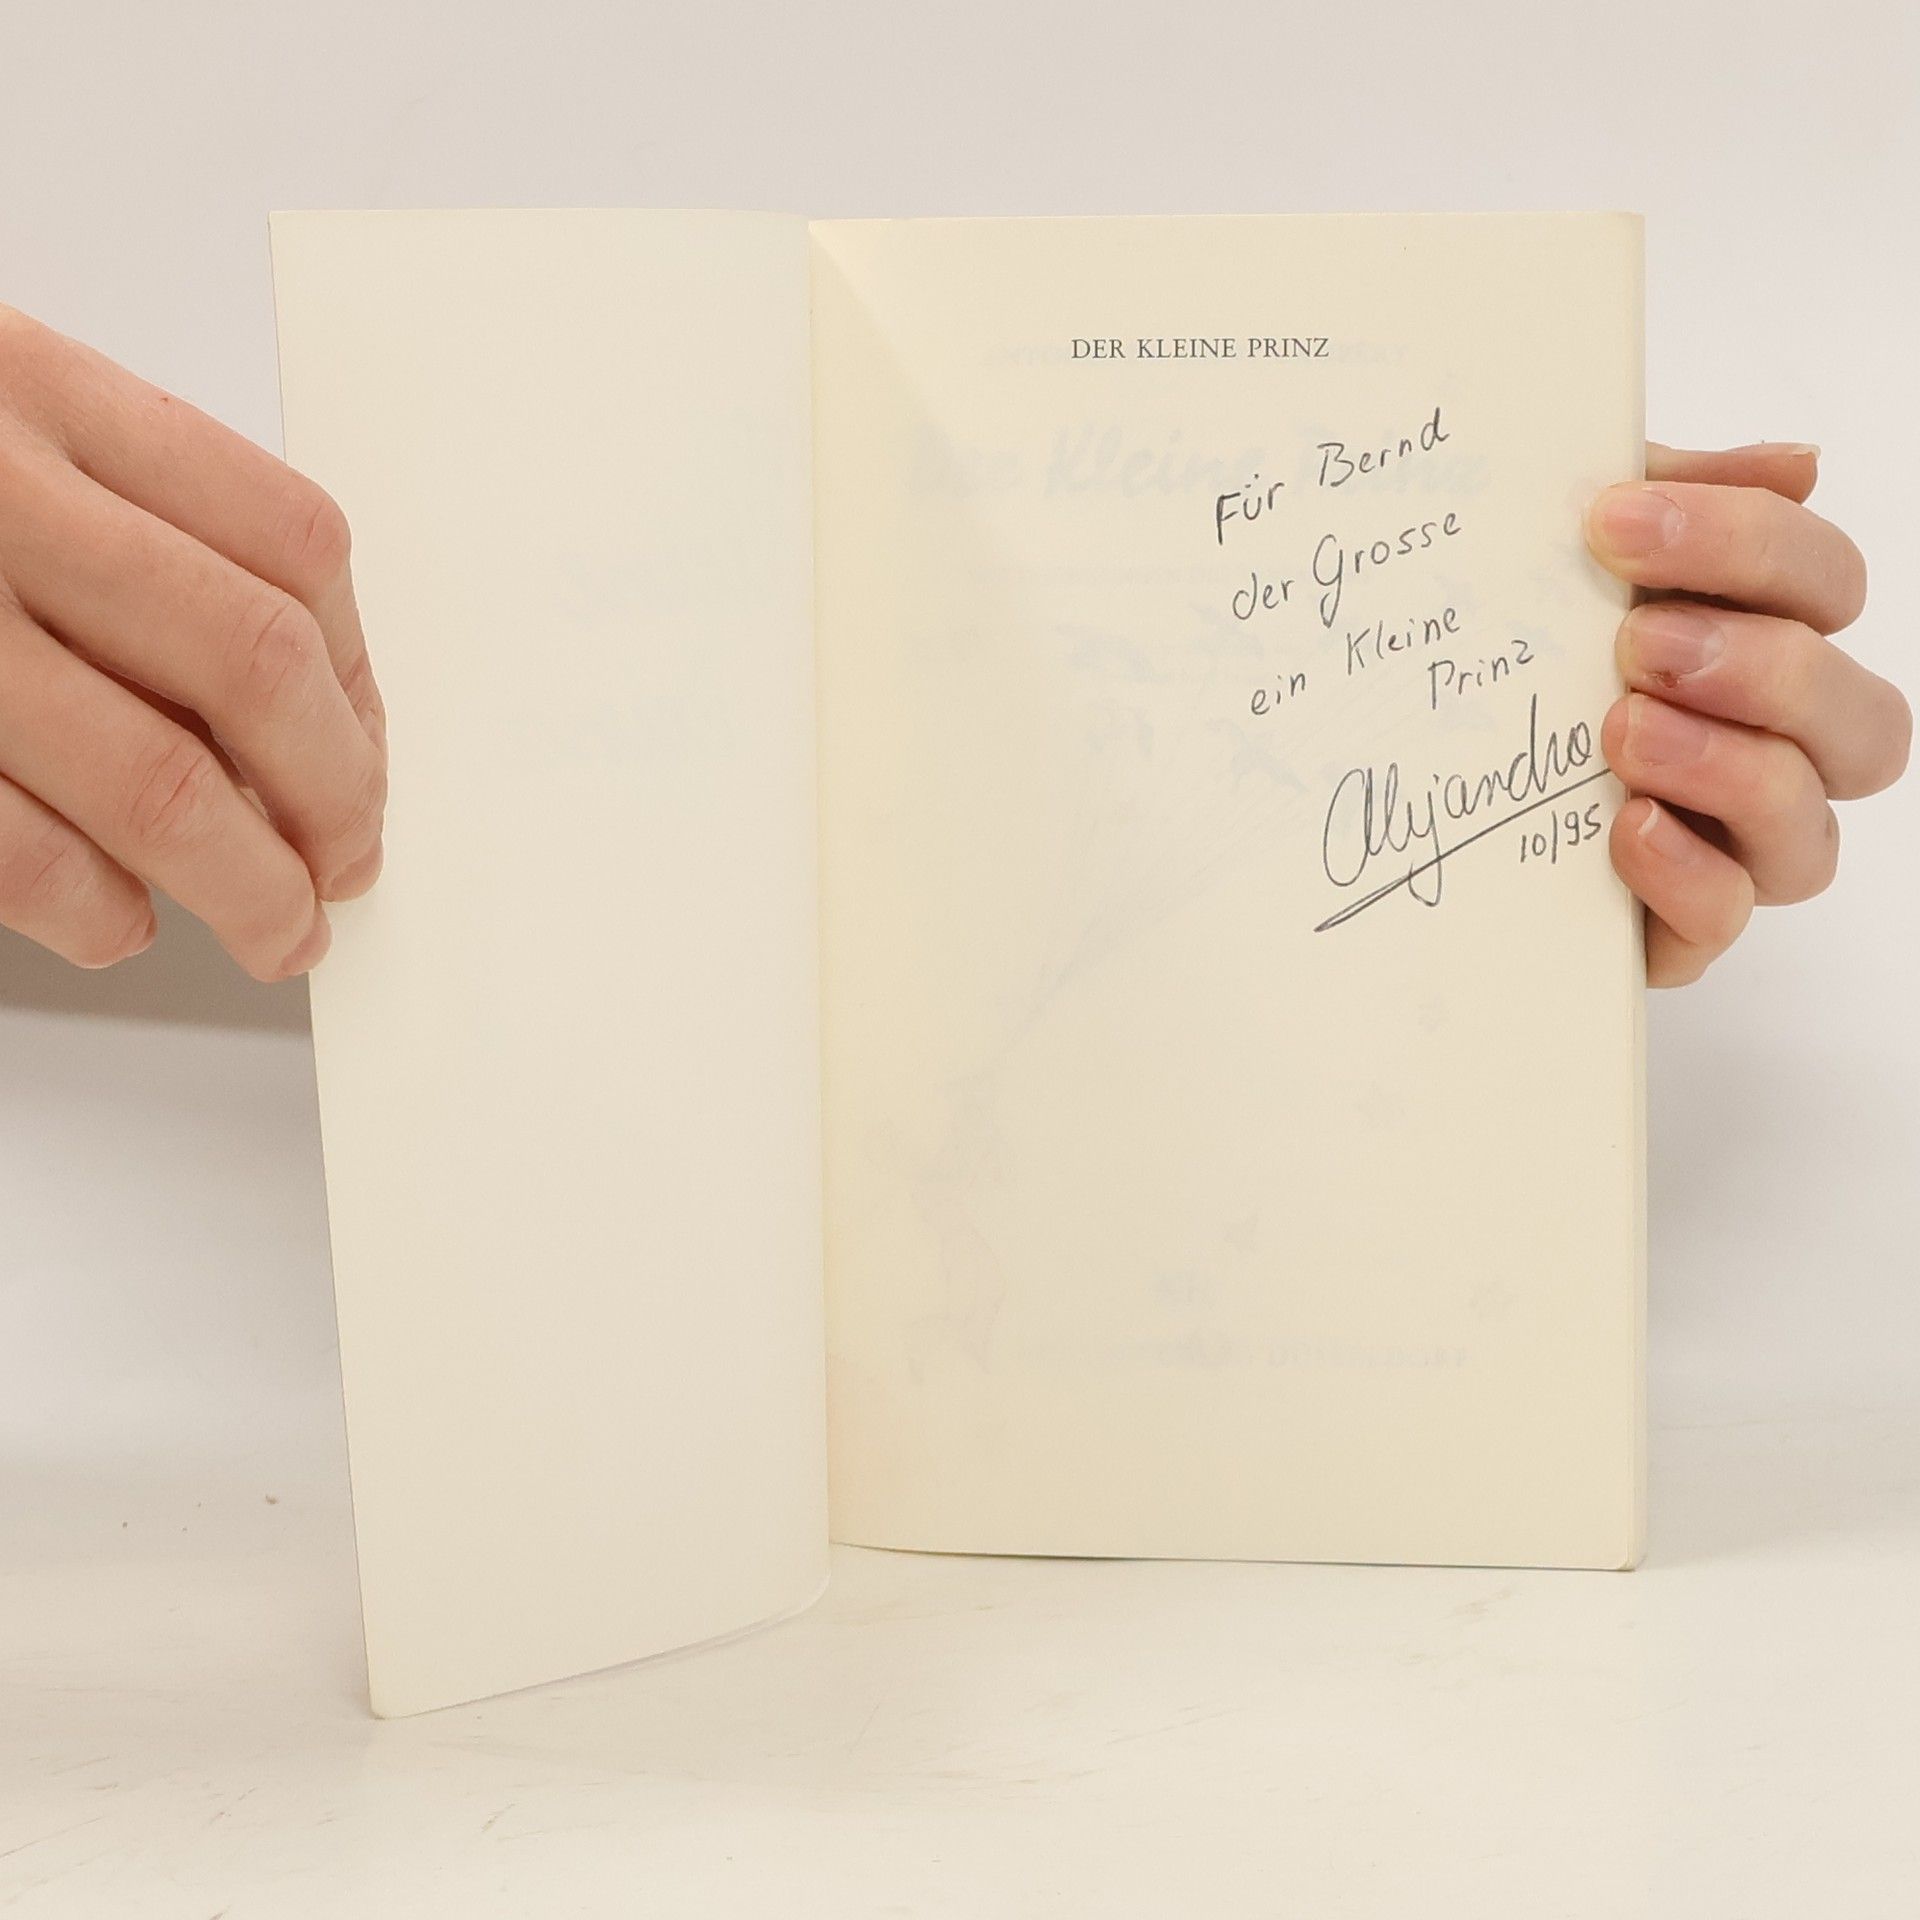 DER KLEINE PRINZ
Für Bernd
der Grosse
ein Kleine
Prinz
Alejandro
10/95